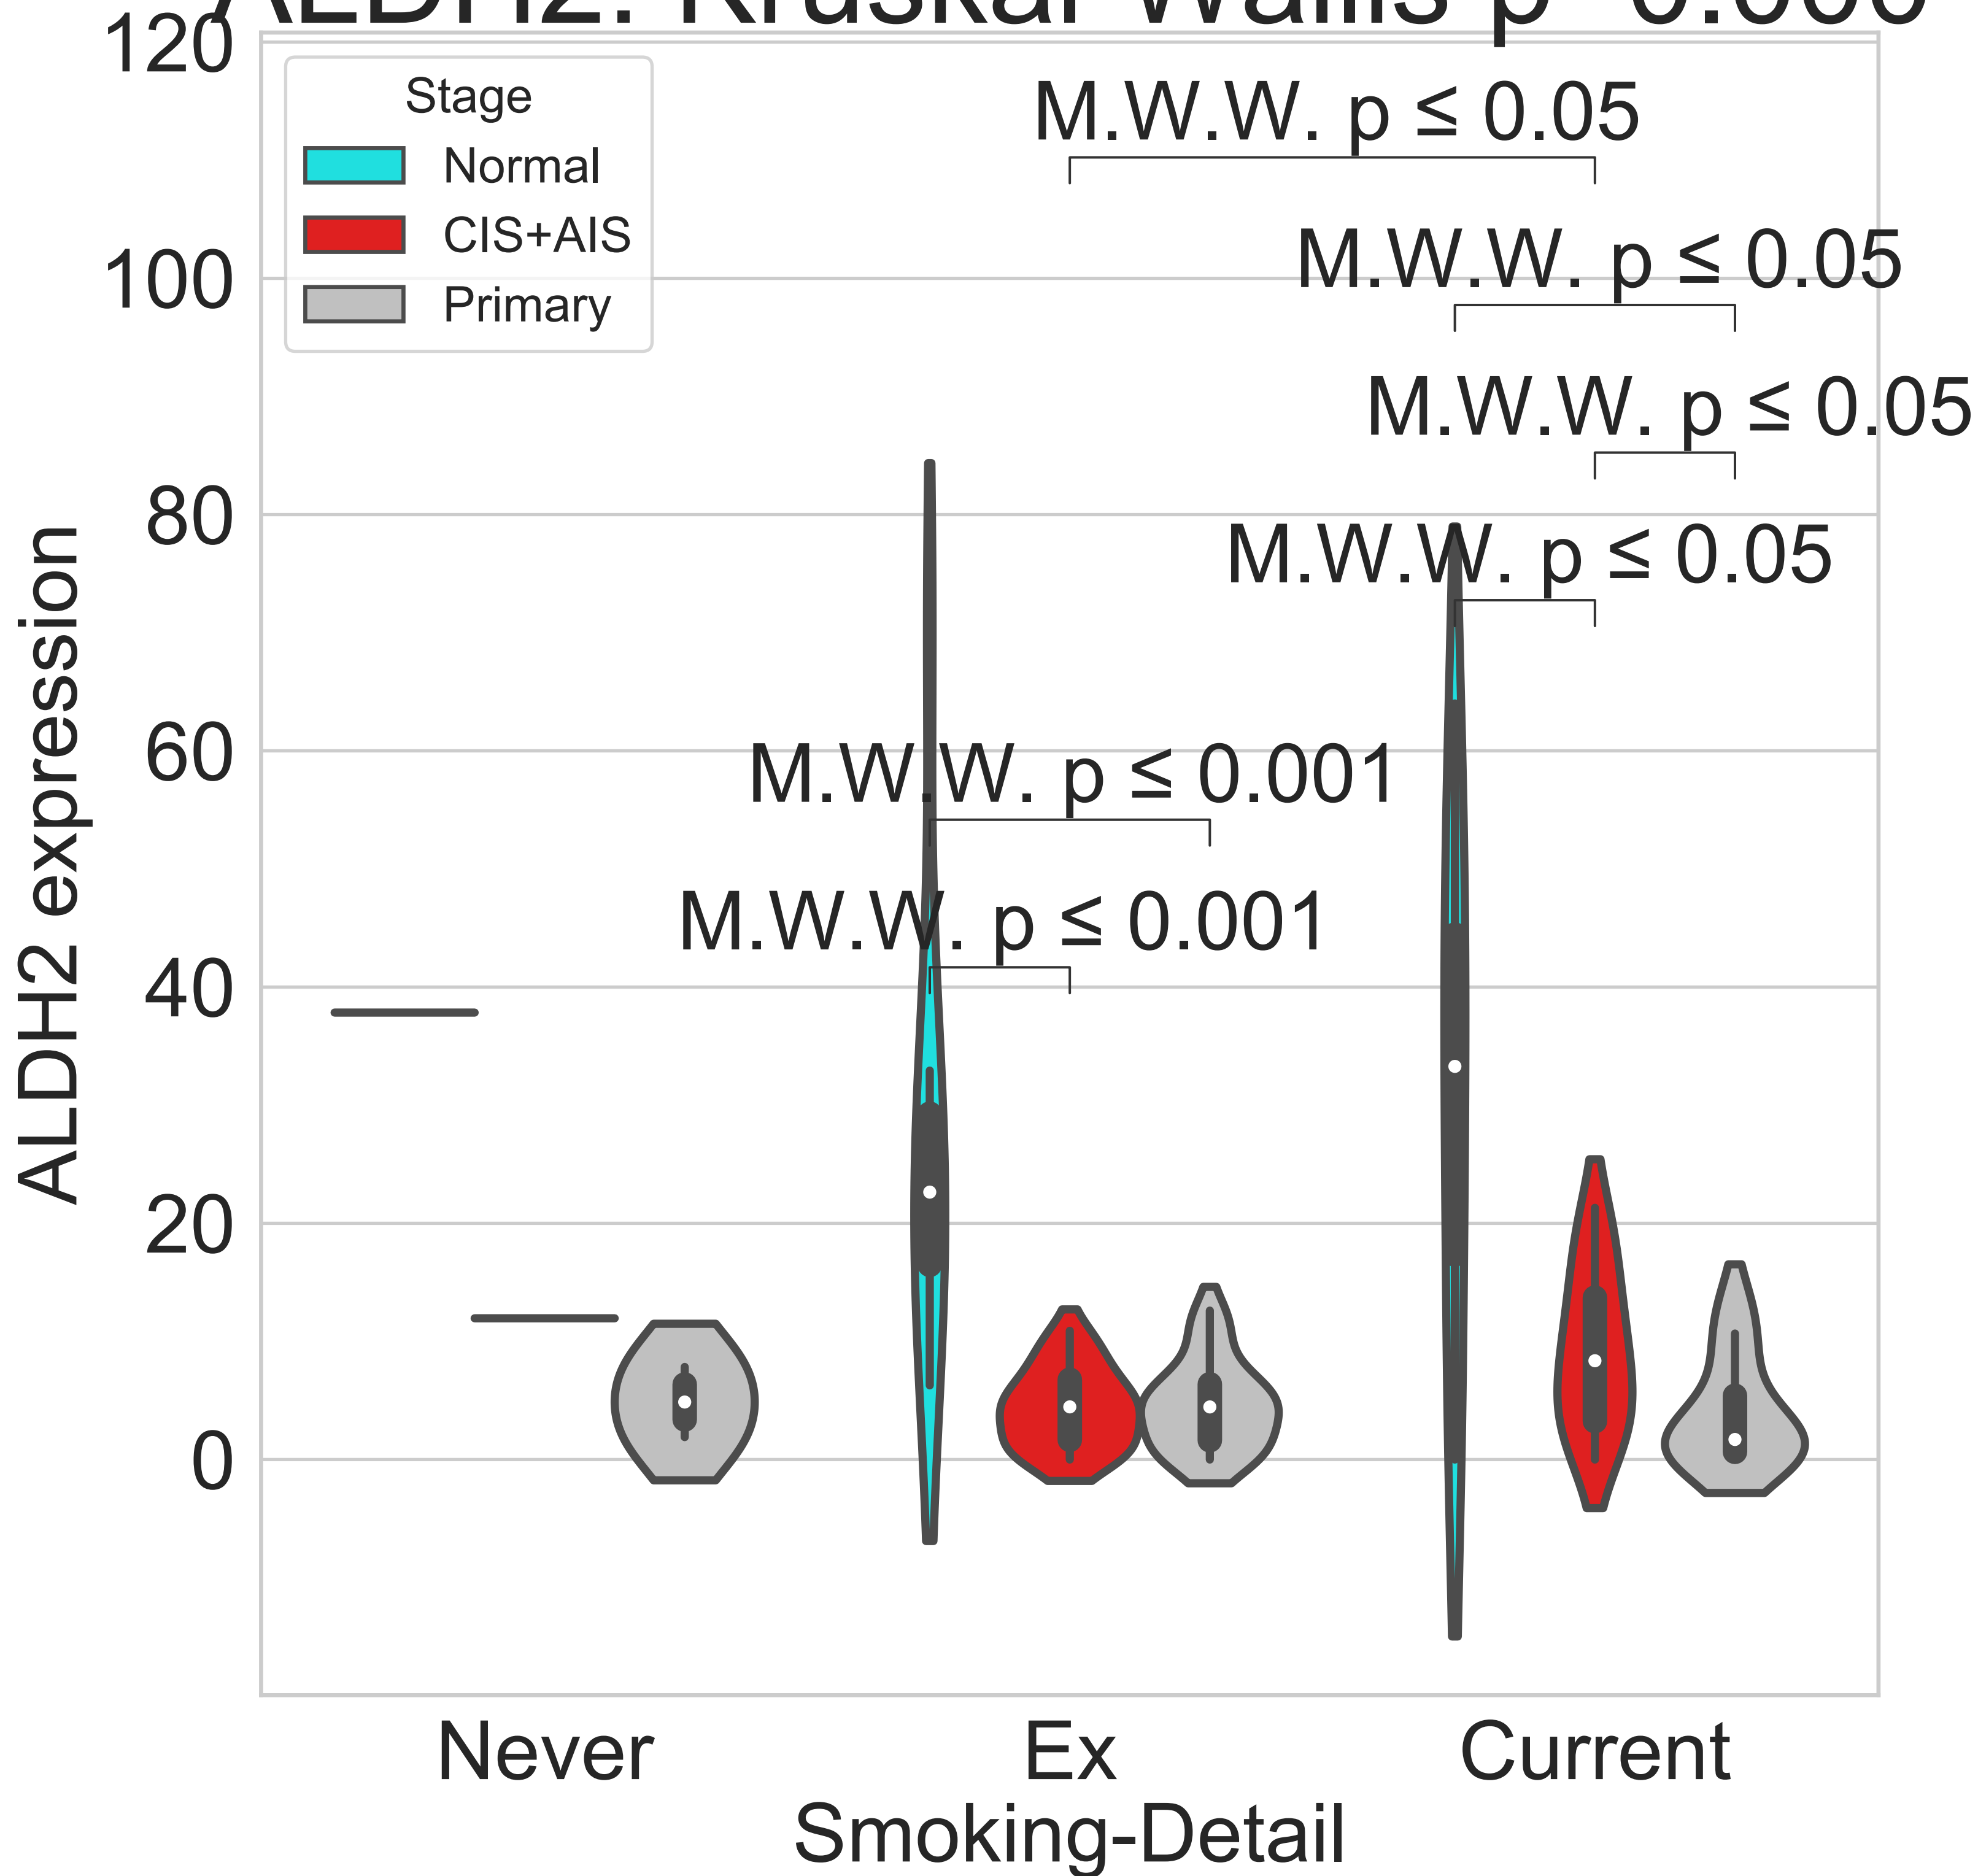 120
Stage
Normal
CIS+AIS
Primary
M.W.W. p ≤ 0.05
M.W.W. p ≤ 0.05
M.W.W. p ≤ 0.05
M.W.W. p ≤ 0.05
M.W.W. p ≤ 0.001
M.W.W. p ≤ 0.001
100
80
60
40
20
0
ALDH2 expression
Never
Ex
Current
Smoking-Detail